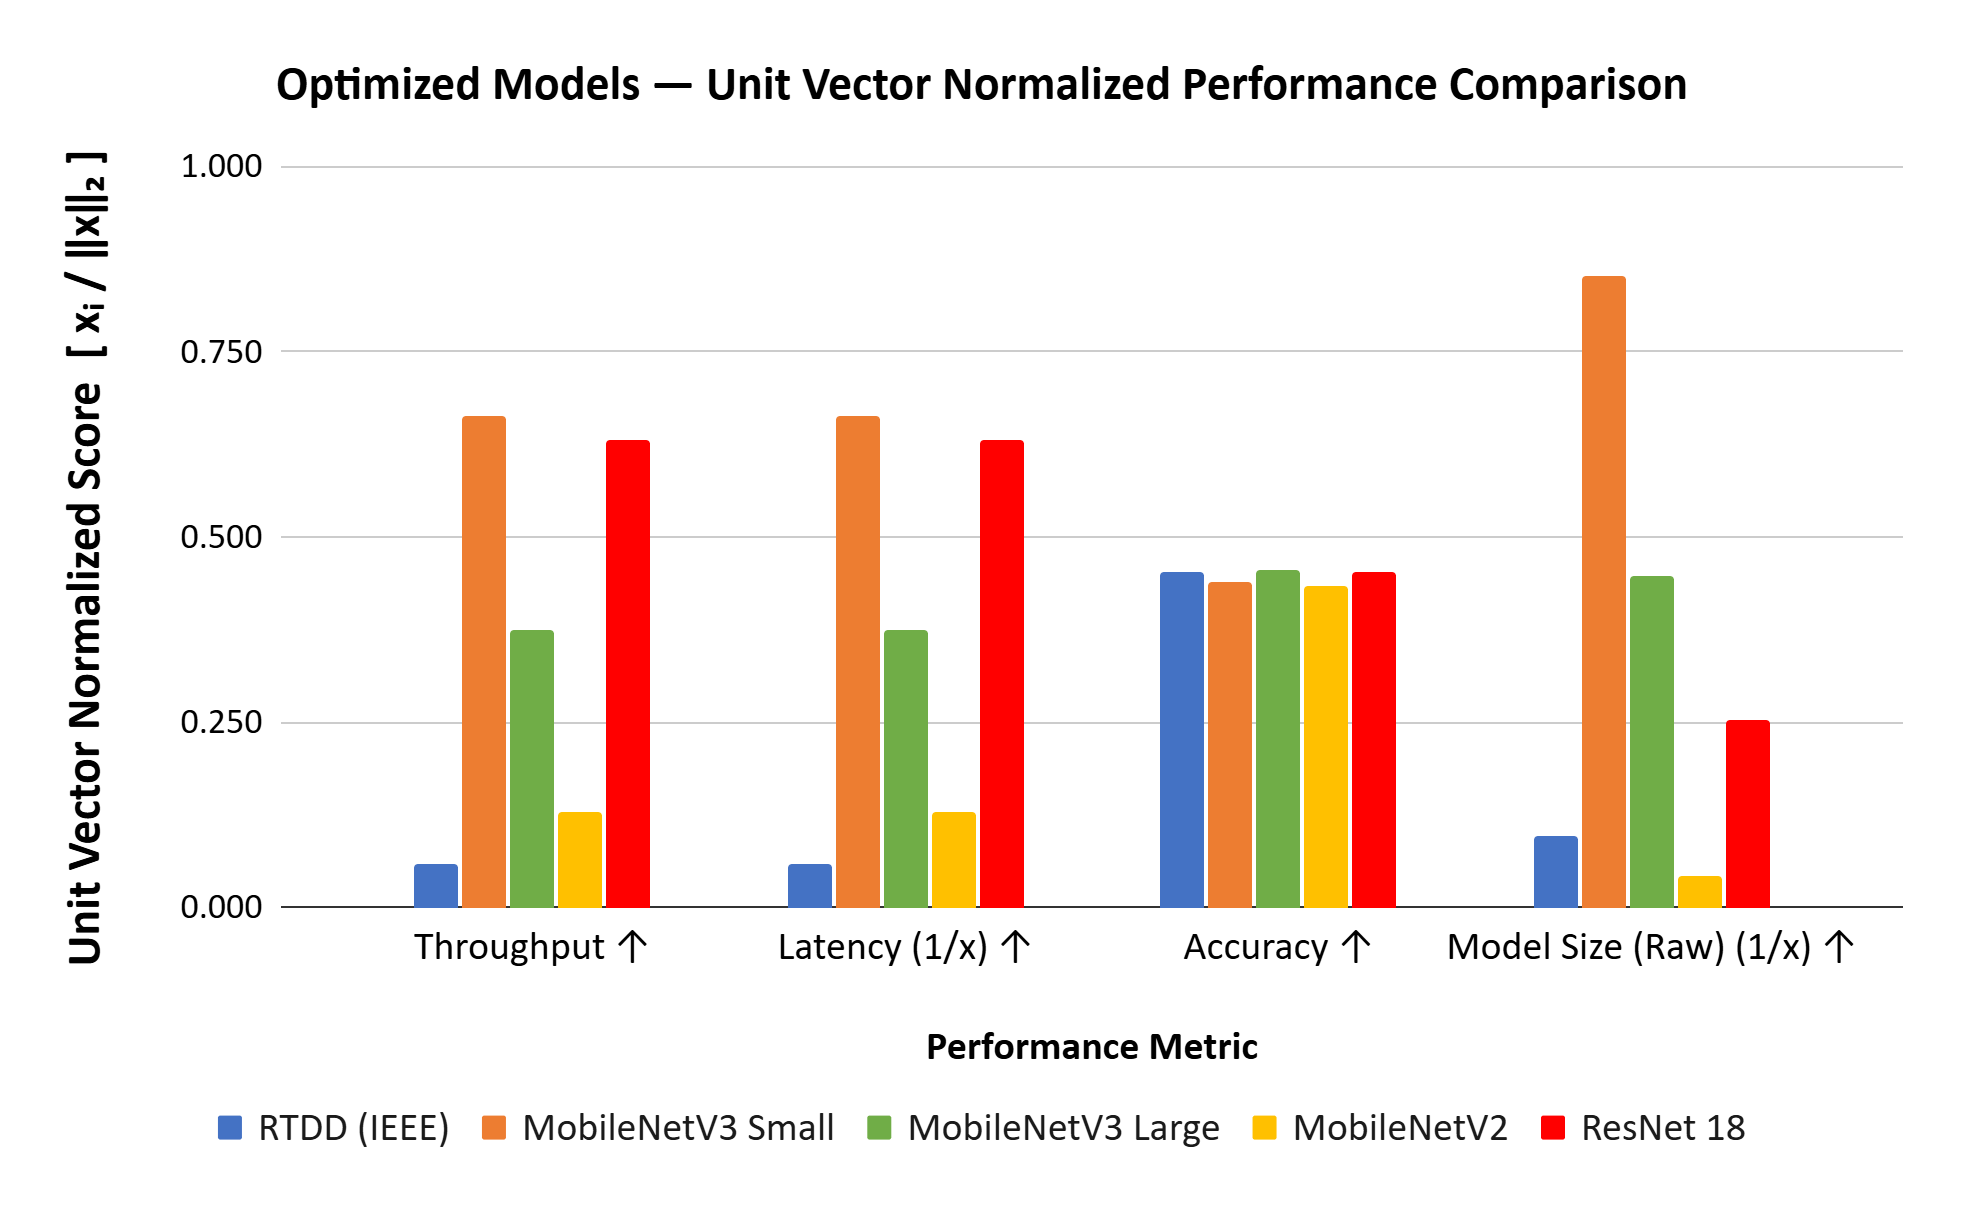 Optimized Models — Unit Vector Normalized Performance Comparison
Unit Vector Normalized Score [ xᵢ / ||x||₂ ]
1.000
0.750
0.500
0.250
0.000
Throughput ↑
Latency (1/x) ↑
Accuracy ↑
Model Size (Raw) (1/x) ↑
Performance Metric
RTDD (IEEE)
MobileNetV3 Small
MobileNetV3 Large
MobileNetV2
ResNet 18